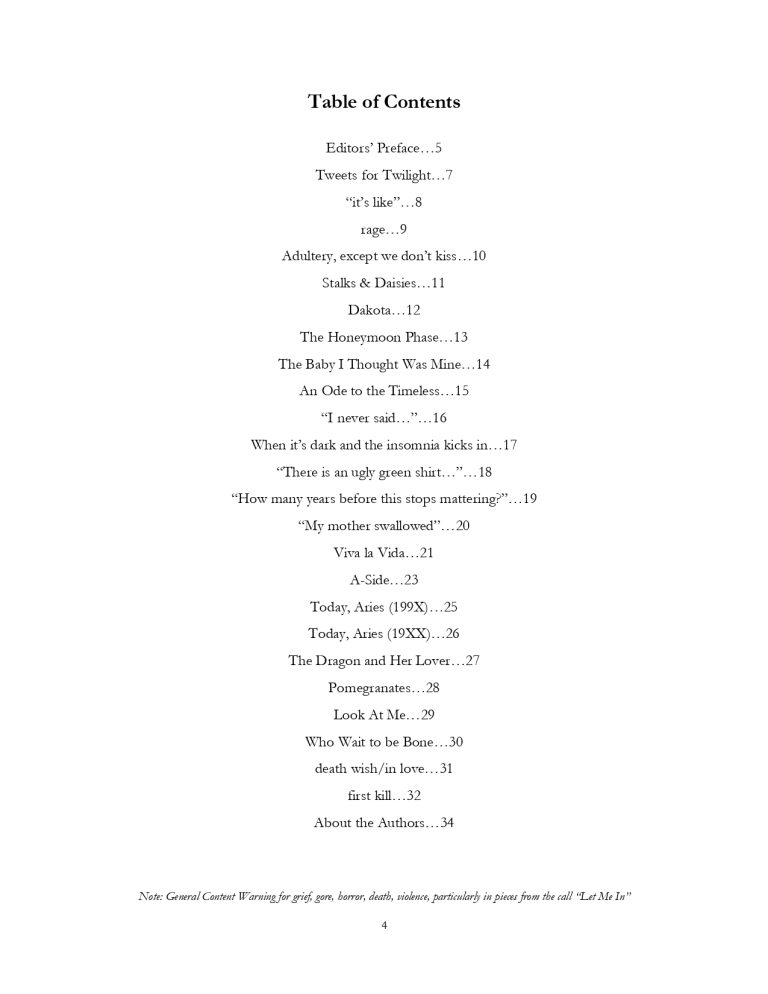 Table of Contents
Editors’ Preface…5
Tweets for Twilight…7
“it’s like”…8
rage…9
Adultery, except we don’t kiss…10
Stalks & Daisies…11
Dakota…12
The Honeymoon Phase…13
The Baby I Thought Was Mine…14
An Ode to the Timeless…15
“I never said…”…16
When it’s dark and the insomnia kicks in…17
“There is an ugly green shirt…”…18
“How many years before this stops mattering?”…19
“My mother swallowed”…20
Viva la Vida…21
A-Side…23
Today, Aries (199X)…25
Today, Aries (19XX)…26
The Dragon and Her Lover…27
Pomegranates…28
Look At Me…29
Who Wait to be Bone…30
death wish/in love…31
first kill…32
About the Authors…34
Note: General Content Warning for grief, gore, horror, death, violence, particularly in pieces from the call “Let Me In”
4